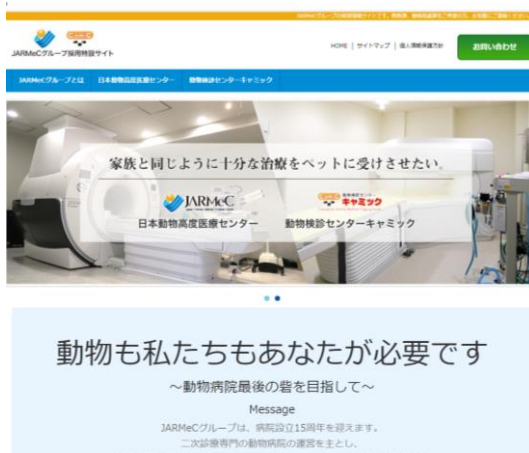 JARMeCグループ採用特設サイト
HOME | サイトマップ | 個人情報保護方針
お問い合わせ
JARMeCグループとは 日本動物高度医療センター 動物検診センターキャミック
家族と同じように十分な治療をペットに受けさせたい。
JARMeC
日本動物高度医療センター
動物検診センター
キャミック
動物検診センターキャミック
動物も私たちもあなたが必要です
～動物病院最後の砦を目指して～
Message
JARMeCグループは、病院設立15周年を迎えます。
二次診療専門の動物病院の運営を主とし、